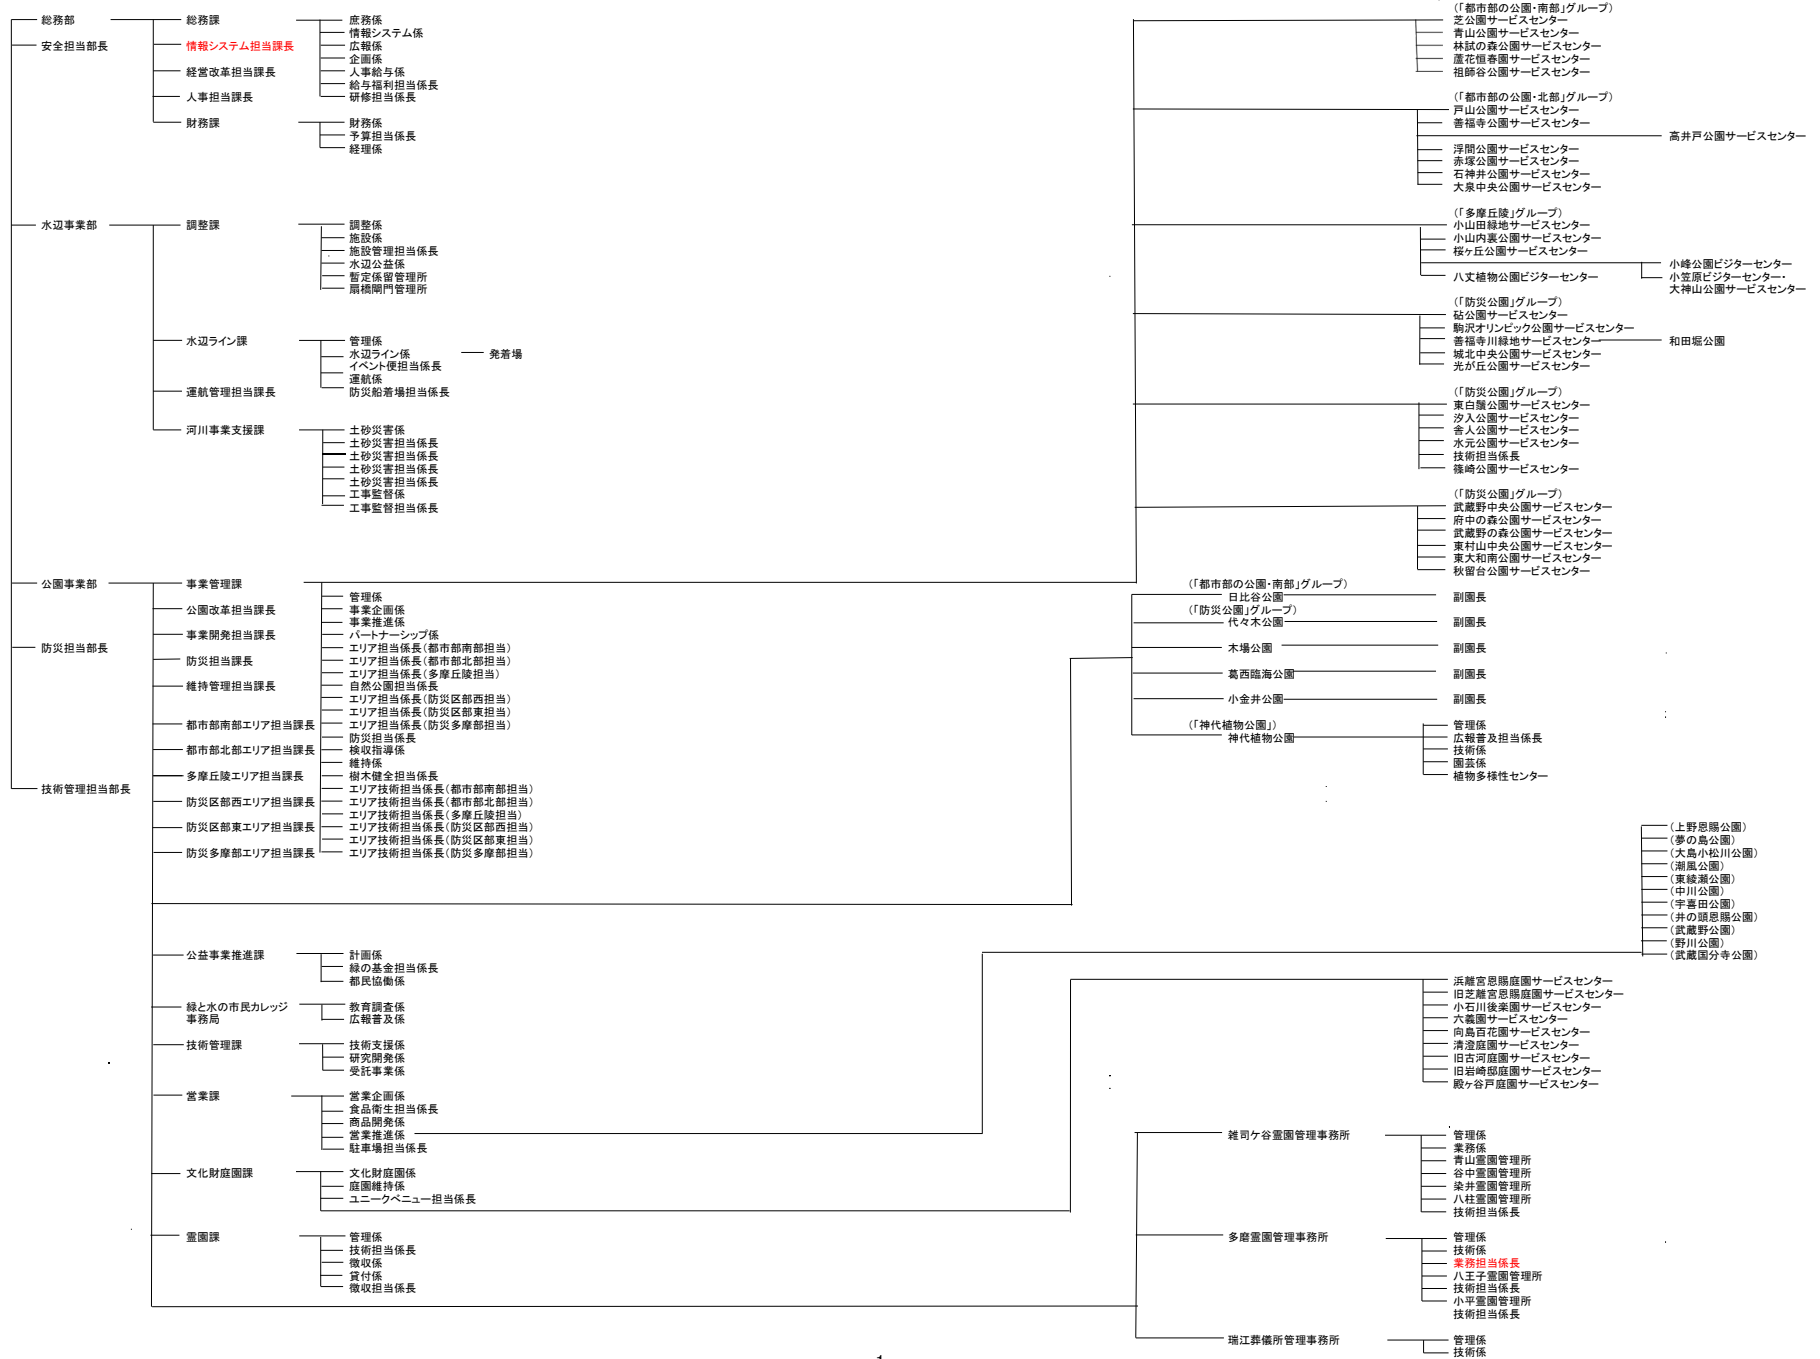 総務部
安全担当部長
総務課
情報システム担当課長
経営改革担当課長
人事担当課長
財務課
庶務係
情報システム係
広報係
企画係
人事給与係
給与福利担当係長
研修担当係長
財務係
予算担当係長
経理係
水辺事業部
調整課
調整係
施設係
施設管理担当係長
水辺公益係
暫定係留管理所
扇橋閘門管理所
水辺ライン課
運航管理担当課長
管理係
水辺ライン係
イベント便担当係長
運航係
防災船着場担当係長
発着場
河川事業支援課
土砂災害係
土砂災害担当係長
土砂災害担当係長
土砂災害担当係長
土砂災害担当係長
工事監督係
工事監督担当係長
公園事業部
防災担当部長
技術管理担当部長
事業管理課
公園改革担当課長
事業開発担当課長
防災担当課長
維持管理担当課長
都市部南部エリア担当課長
都市部北部エリア担当課長
多摩丘陵エリア担当課長
防災区部西エリア担当課長
防災区部東エリア担当課長
防災多摩部エリア担当課長
管理係
事業企画係
事業推進係
パートナーシップ係
エリア担当係長(都市部南部担当)
エリア担当係長(都市部北部担当)
エリア担当係長(多摩丘陵担当)
自然公園担当係長
エリア担当係長(防災区部西担当)
エリア担当係長(防災区部東担当)
エリア担当係長(防災多摩部担当)
防災担当係長
検収指導係
維持係
樹木健全担当係長
エリア技術担当係長(都市部南部担当)
エリア技術担当係長(都市部北部担当)
エリア技術担当係長(多摩丘陵担当)
エリア技術担当係長(防災区部西担当)
エリア技術担当係長(防災区部東担当)
エリア技術担当係長(防災多摩部担当)
公益事業推進課
計画係
緑の基金担当係長
都民協働係
緑と水の市民カレッジ
事務局
教育調査係
広報普及係
技術管理課
技術支援係
研究開発係
受託事業係
営業課
営業企画係
食品衛生担当係長
商品開発係
営業推進係
駐車場担当係長
文化財庭園課
文化財庭園係
庭園維持係
ユニークベニュー担当係長
霊園課
管理係
技術担当係長
徴収係
貸付係
徴収担当係長
(「都市部の公園・南部」グループ)
芝公園サービスセンター
青山公園サービスセンター
林試の森公園サービスセンター
蘆花恒春園サービスセンター
祖師谷公園サービスセンター
(「都市部の公園・北部」グループ)
戸山公園サービスセンター
善福寺公園サービスセンター
高井戸公園サービスセンター
浮間公園サービスセンター
赤塚公園サービスセンター
石神井公園サービスセンター
大泉中央公園サービスセンター
(「多摩丘陵」グループ)
小山田緑地サービスセンター
小山内裏公園サービスセンター
桜ヶ丘公園サービスセンター
小峰公園ビジターセンター
八丈植物公園ビジターセンター
小笠原ビジターセンター・
大神山公園サービスセンター
(「防災公園」グループ)
砧公園サービスセンター
駒沢オリンピック公園サービスセンター
善福寺川緑地サービスセンター
和田堀公園
城北中央公園サービスセンター
光が丘公園サービスセンター
(「防災公園」グループ)
東白鬚公園サービスセンター
汐入公園サービスセンター
舎人公園サービスセンター
水元公園サービスセンター
技術担当係長
篠崎公園サービスセンター
(「防災公園」グループ)
武蔵野中央公園サービスセンター
府中の森公園サービスセンター
武蔵野の森公園サービスセンター
東村山中央公園サービスセンター
東大和南公園サービスセンター
秋留台公園サービスセンター
(「都市部の公園・南部」グループ)
日比谷公園
副園長
(「防災公園」グループ)
代々木公園
副園長
木場公園
副園長
葛西臨海公園
副園長
小金井公園
副園長
(「神代植物公園」)
神代植物公園
管理係
広報普及担当係長
技術係
園芸係
植物多様性センター
(上野恩賜公園)
(夢の島公園)
(大島小松川公園)
(潮風公園)
(東綾瀬公園)
(中川公園)
(宇喜田公園)
(井の頭恩賜公園)
(武蔵野公園)
(野川公園)
(武蔵国分寺公園)
浜離宮恩賜庭園サービスセンター
旧芝離宮恩賜庭園サービスセンター
小石川後楽園サービスセンター
六義園サービスセンター
向島百花園サービスセンター
清澄庭園サービスセンター
旧古河庭園サービスセンター
旧岩崎邸庭園サービスセンター
殿ヶ谷戸庭園サービスセンター
雑司ケ谷霊園管理事務所
管理係
業務係
青山霊園管理所
谷中霊園管理所
染井霊園管理所
八柱霊園管理所
技術担当係長
多磨霊園管理事務所
管理係
技術係
業務担当係長
八王子霊園管理所
技術担当係長
小平霊園管理所
技術担当係長
瑞江葬儀所管理事務所
管理係
技術係